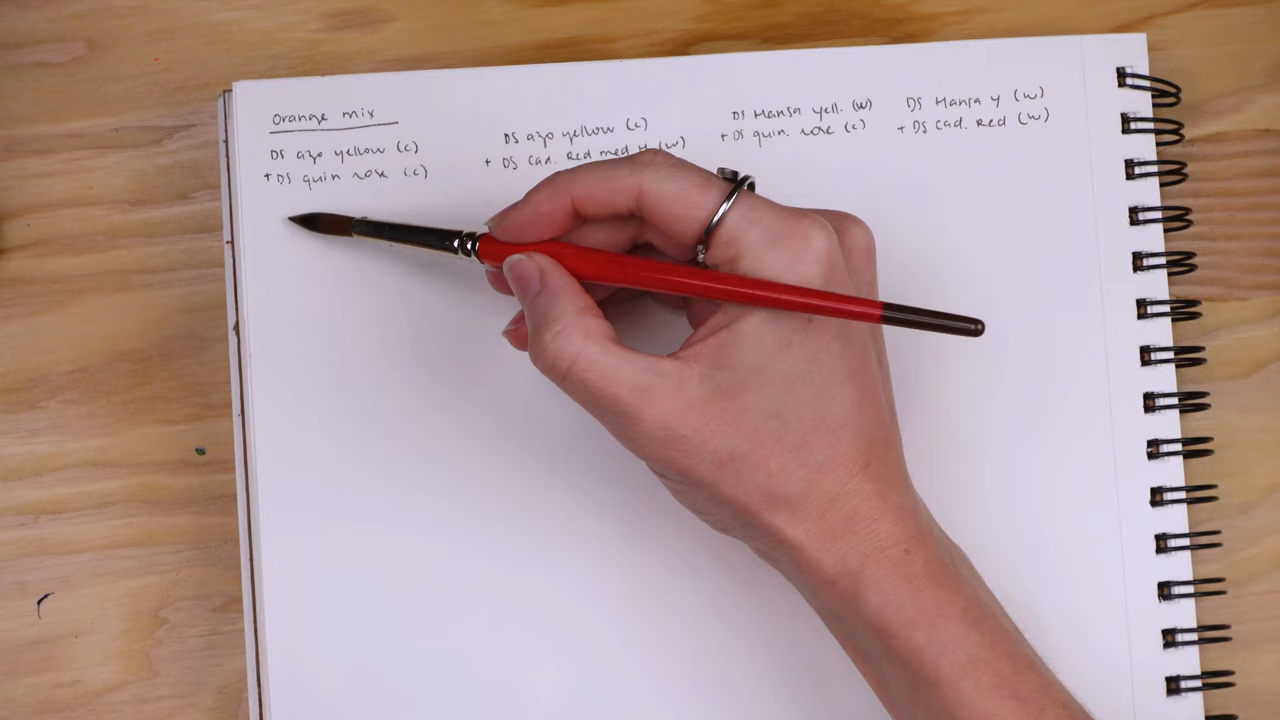 Orange mix
DS azo yellow (c)
+ DS quin rose (c)
DS azo yellow (c)
+ DS Cad. Red med (w)
DS Hansa yell. (w)
+ DS quin. rose (c)
DS Hansa y (w)
+ DS Cad. Red (w)